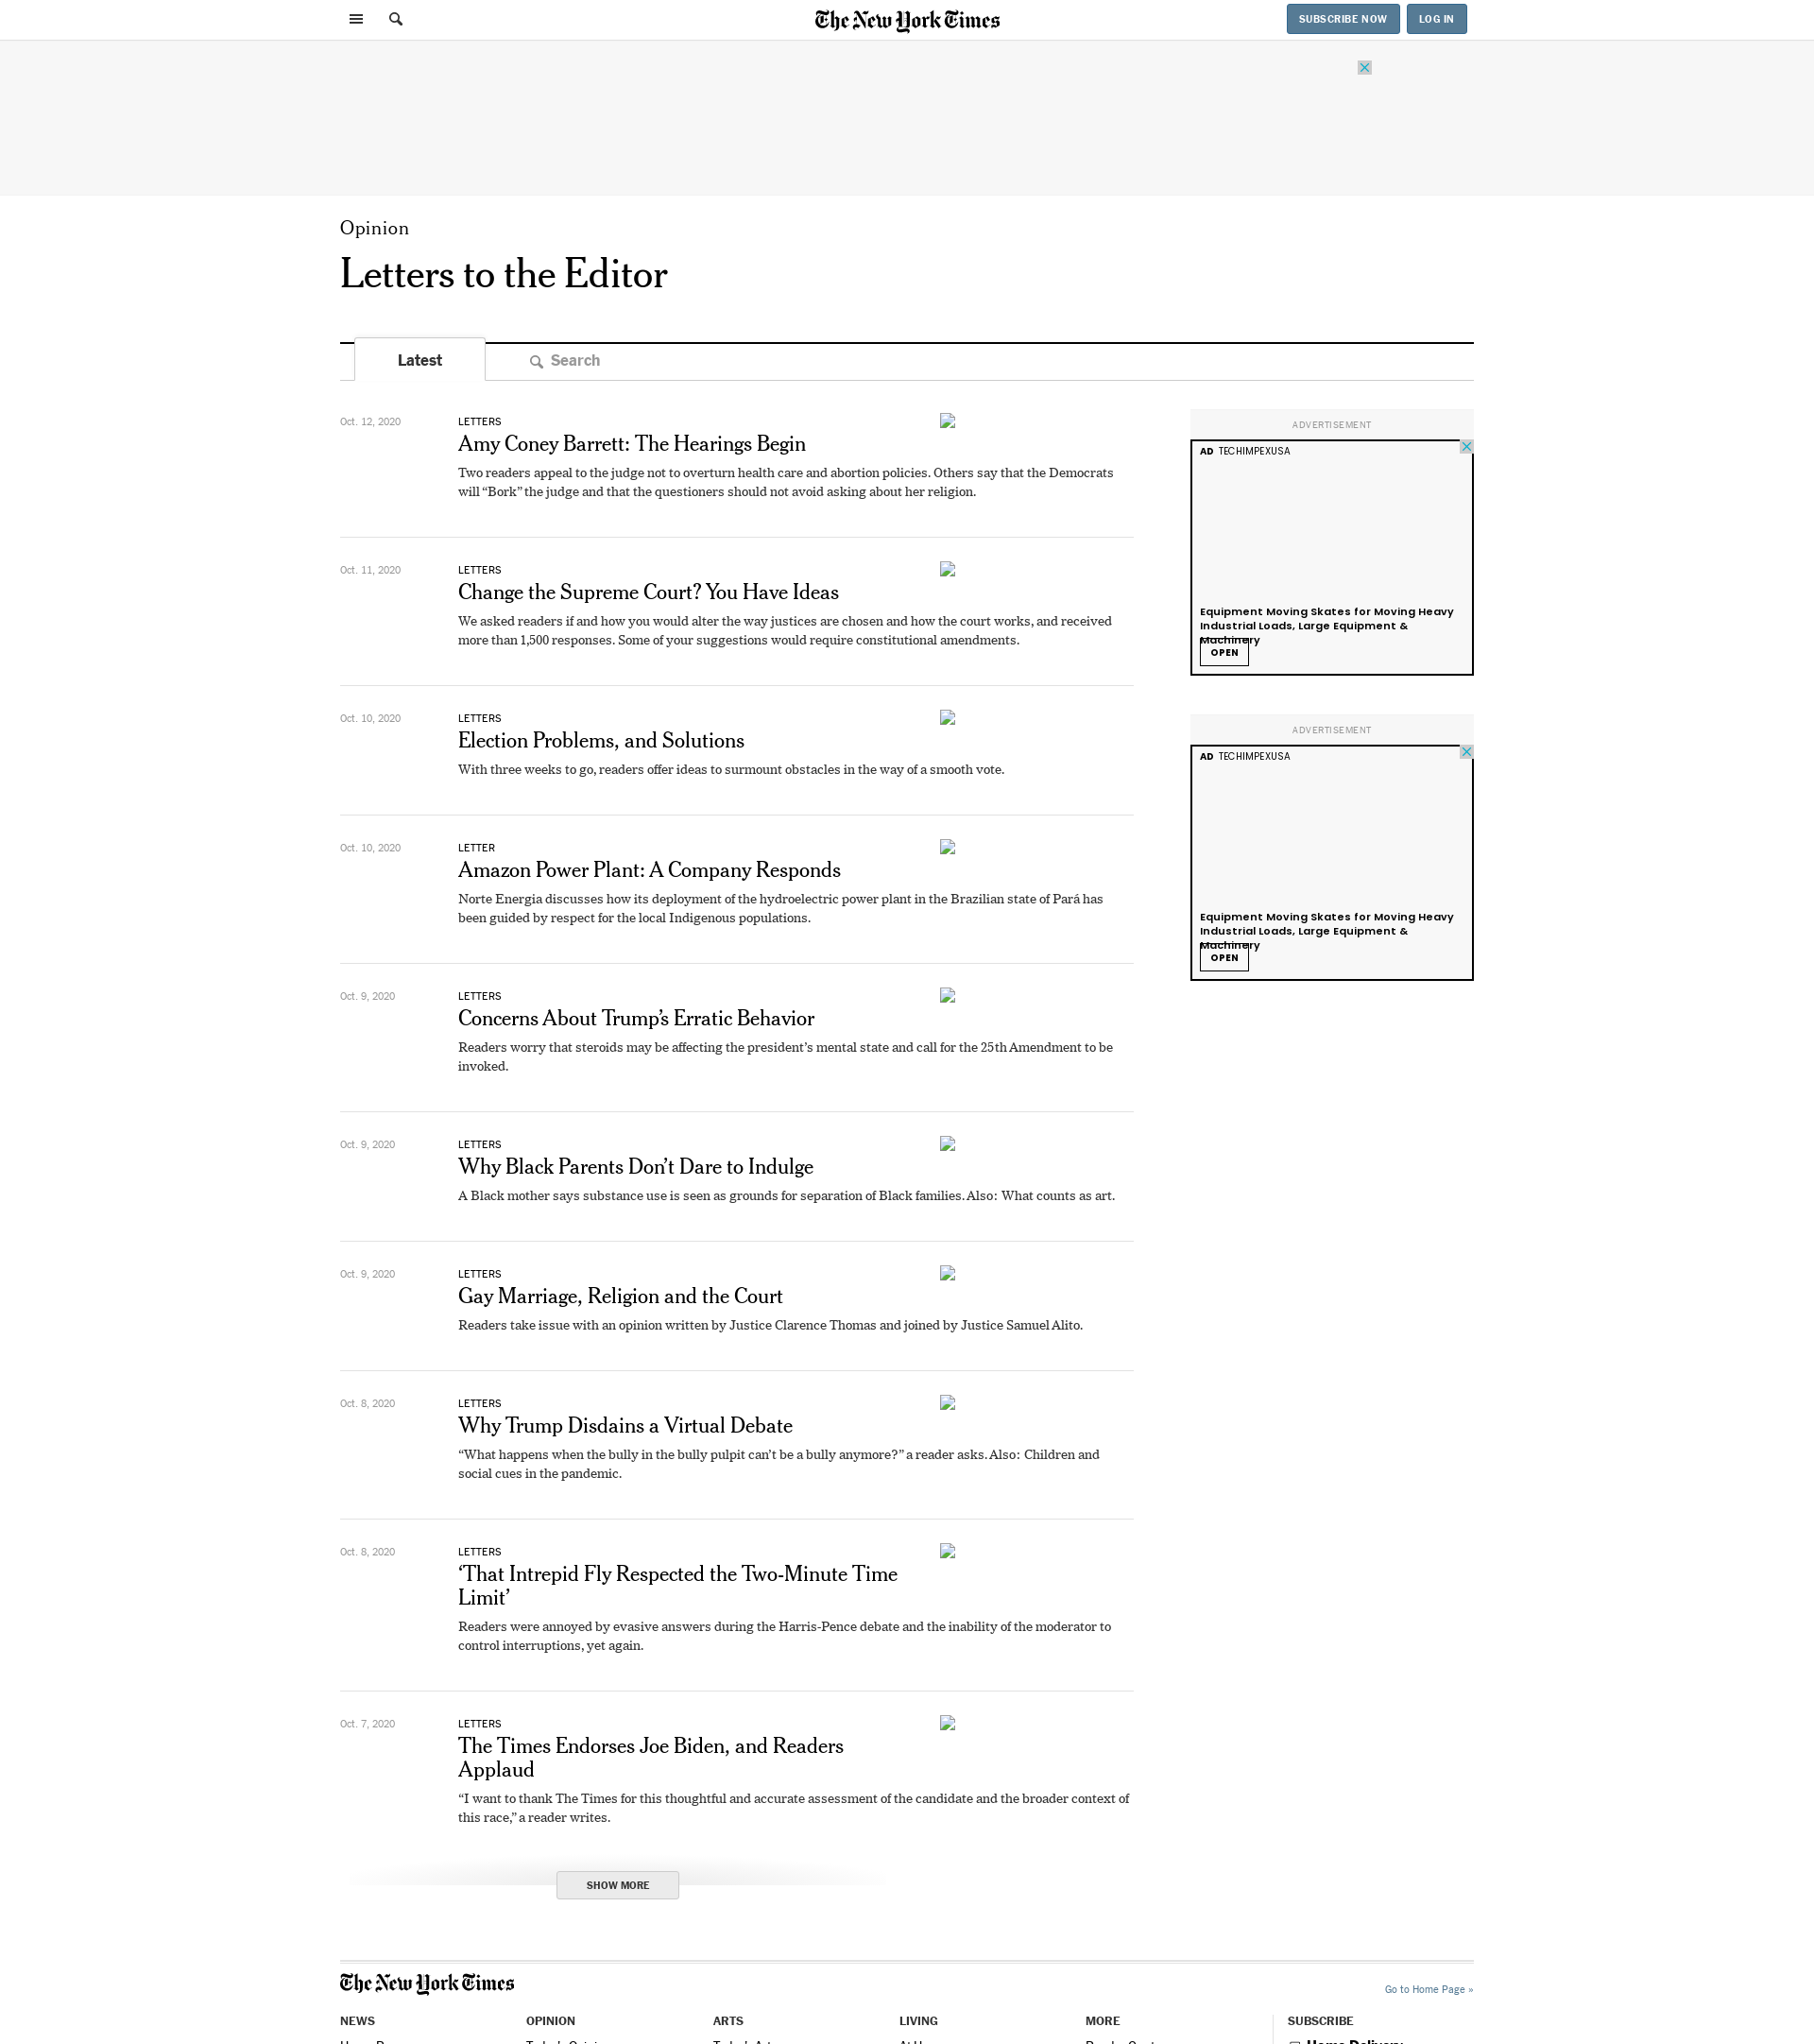 The New York Times
SUBSCRIBE NOW
LOG IN
Opinion
Letters to the Editor
Latest
Search
Oct. 12, 2020
LETTERS
Amy Coney Barrett: The Hearings Begin
Two readers appeal to the judge not to overturn health care and abortion policies. Others say that the Democrats
will “Bork” the judge and that the questioners should not avoid asking about her religion.
Oct. 11, 2020
LETTERS
Change the Supreme Court? You Have Ideas
We asked readers if and how you would alter the way justices are chosen and how the court works, and received
more than 1,500 responses. Some of your suggestions would require constitutional amendments.
Oct. 10, 2020
LETTERS
Election Problems, and Solutions
With three weeks to go, readers offer ideas to surmount obstacles in the way of a smooth vote.
Oct. 10, 2020
LETTER
Amazon Power Plant: A Company Responds
Norte Energia discusses how its deployment of the hydroelectric power plant in the Brazilian state of Pará has
been guided by respect for the local Indigenous populations.
Oct. 9, 2020
LETTERS
Concerns About Trump’s Erratic Behavior
Readers worry that steroids may be affecting the president’s mental state and call for the 25th Amendment to be
invoked.
Oct. 9, 2020
LETTERS
Why Black Parents Don’t Dare to Indulge
A Black mother says substance use is seen as grounds for separation of Black families. Also: What counts as art.
Oct. 9, 2020
LETTERS
Gay Marriage, Religion and the Court
Readers take issue with an opinion written by Justice Clarence Thomas and joined by Justice Samuel Alito.
Oct. 8, 2020
LETTERS
Why Trump Disdains a Virtual Debate
“What happens when the bully in the bully pulpit can’t be a bully anymore?” a reader asks. Also: Children and
social cues in the pandemic.
Oct. 8, 2020
LETTERS
‘That Intrepid Fly Respected the Two-Minute Time
Limit’
Readers were annoyed by evasive answers during the Harris-Pence debate and the inability of the moderator to
control interruptions, yet again.
Oct. 7, 2020
LETTERS
The Times Endorses Joe Biden, and Readers
Applaud
“I want to thank The Times for this thoughtful and accurate assessment of the candidate and the broader context of
this race,” a reader writes.
SHOW MORE
ADVERTISEMENT
AD TECHIMPEXUSA
Equipment Moving Skates for Moving Heavy
Industrial Loads, Large Equipment &
Machinery
OPEN
ADVERTISEMENT
AD TECHIMPEXUSA
Equipment Moving Skates for Moving Heavy
Industrial Loads, Large Equipment &
Machinery
OPEN
The New York Times
Go to Home Page »
NEWS
OPINION
ARTS
LIVING
MORE
SUBSCRIBE
Home Delivery